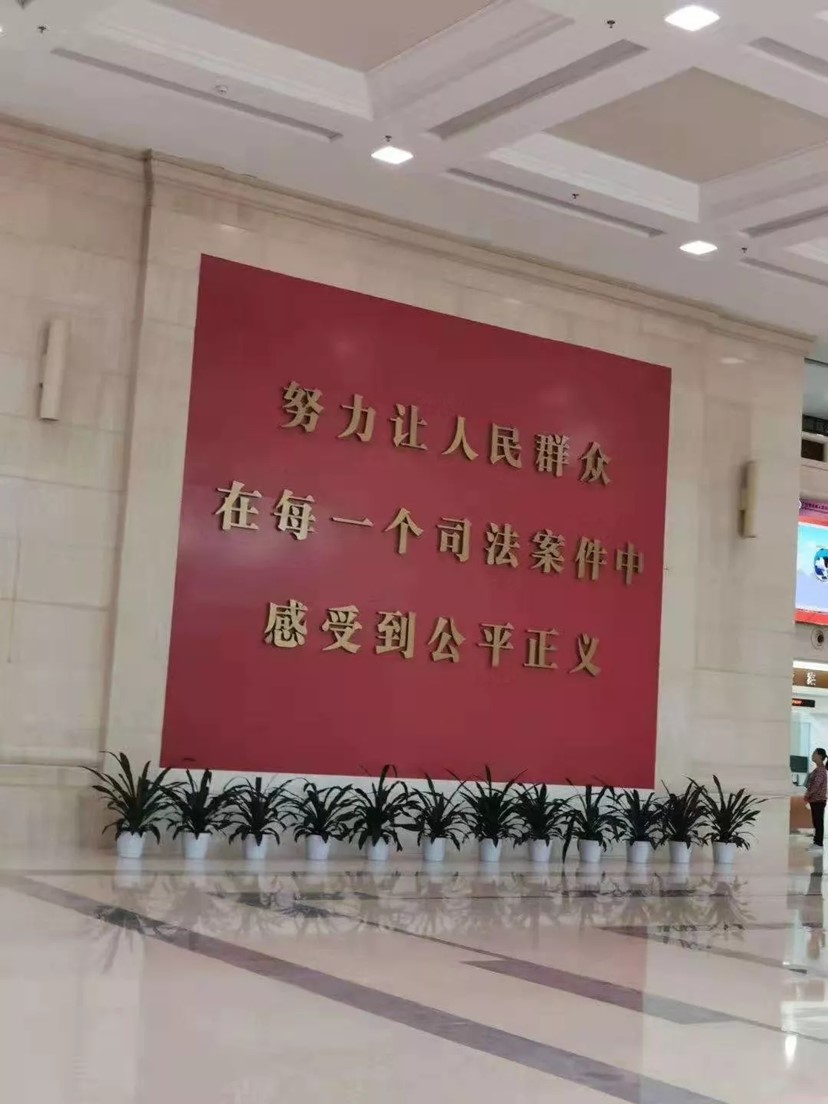 努力让人民群众
在每一个司法案件中
感受到公平正义